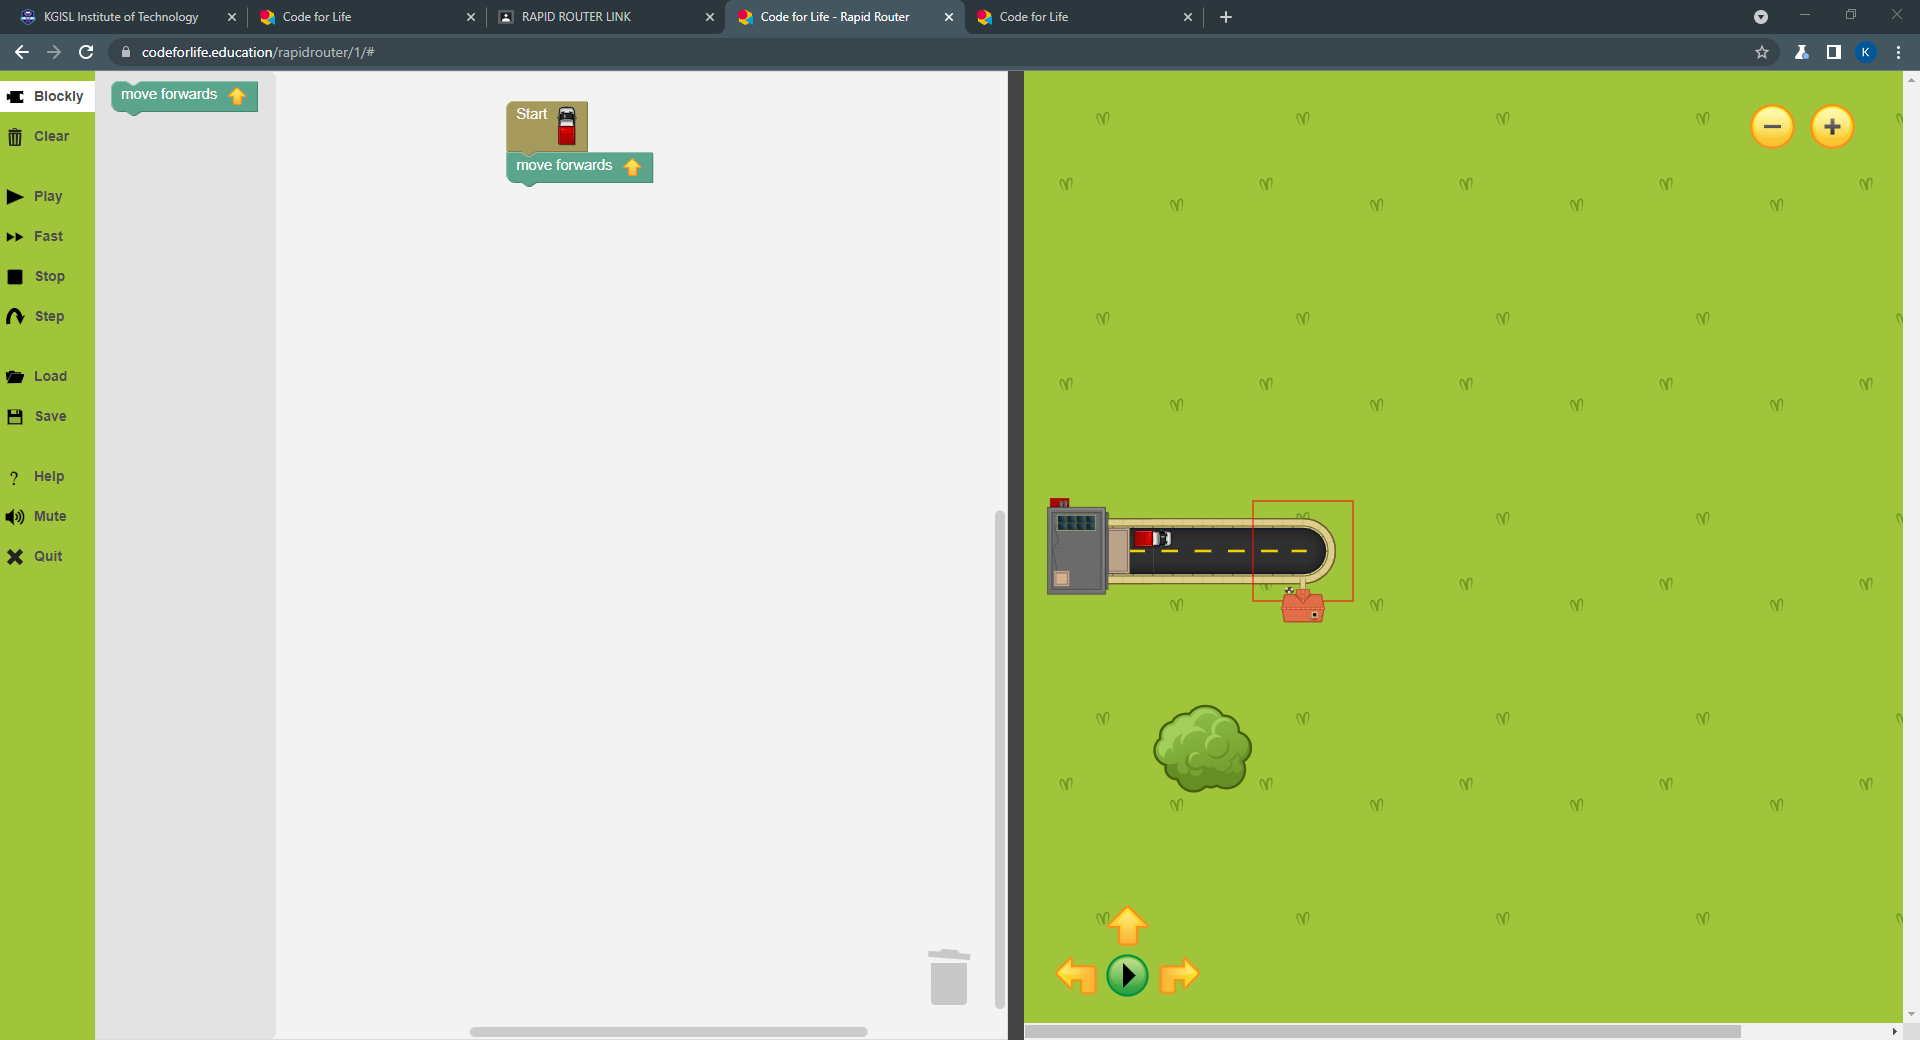 KGISL Institute of Technology
Code for Life
RAPID ROUTER LINK
Code for Life - Rapid Router
Code for Life
codeforlife.education/rapidrouter/1/#
K
Blockly
Clear
Play
Fast
Stop
Step
Load
Save
Help
Mute
Quit
move forwards
Start
move forwards